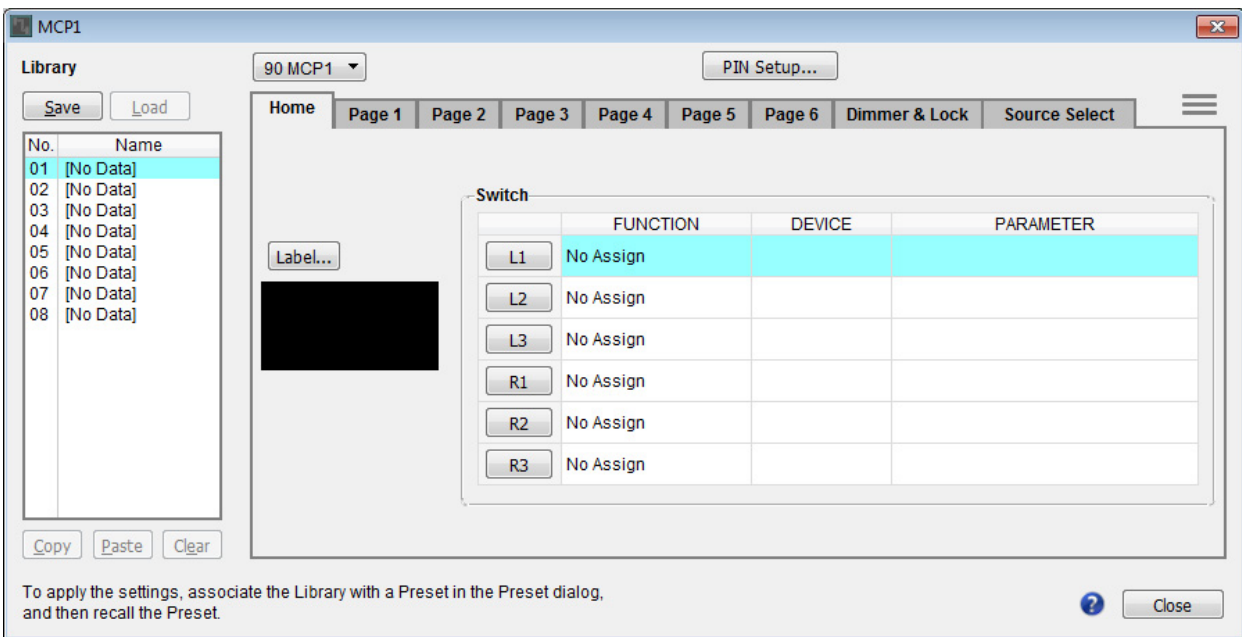 MCP1
Library
90 MCP1
PIN Setup...
Save Load
Home Page 1 Page 2 Page 3 Page 4 Page 5 Page 6 Dimmer & Lock Source Select
No. Name
01 [No Data]
02 [No Data]
03 [No Data]
04 [No Data]
05 [No Data]
06 [No Data]
07 [No Data]
08 [No Data]
Label...
Switch
FUNCTION DEVICE PARAMETER
L1 No Assign
L2 No Assign
L3 No Assign
R1 No Assign
R2 No Assign
R3 No Assign
Copy Paste Clear
To apply the settings, associate the Library with a Preset in the Preset dialog,
and then recall the Preset.
? Close